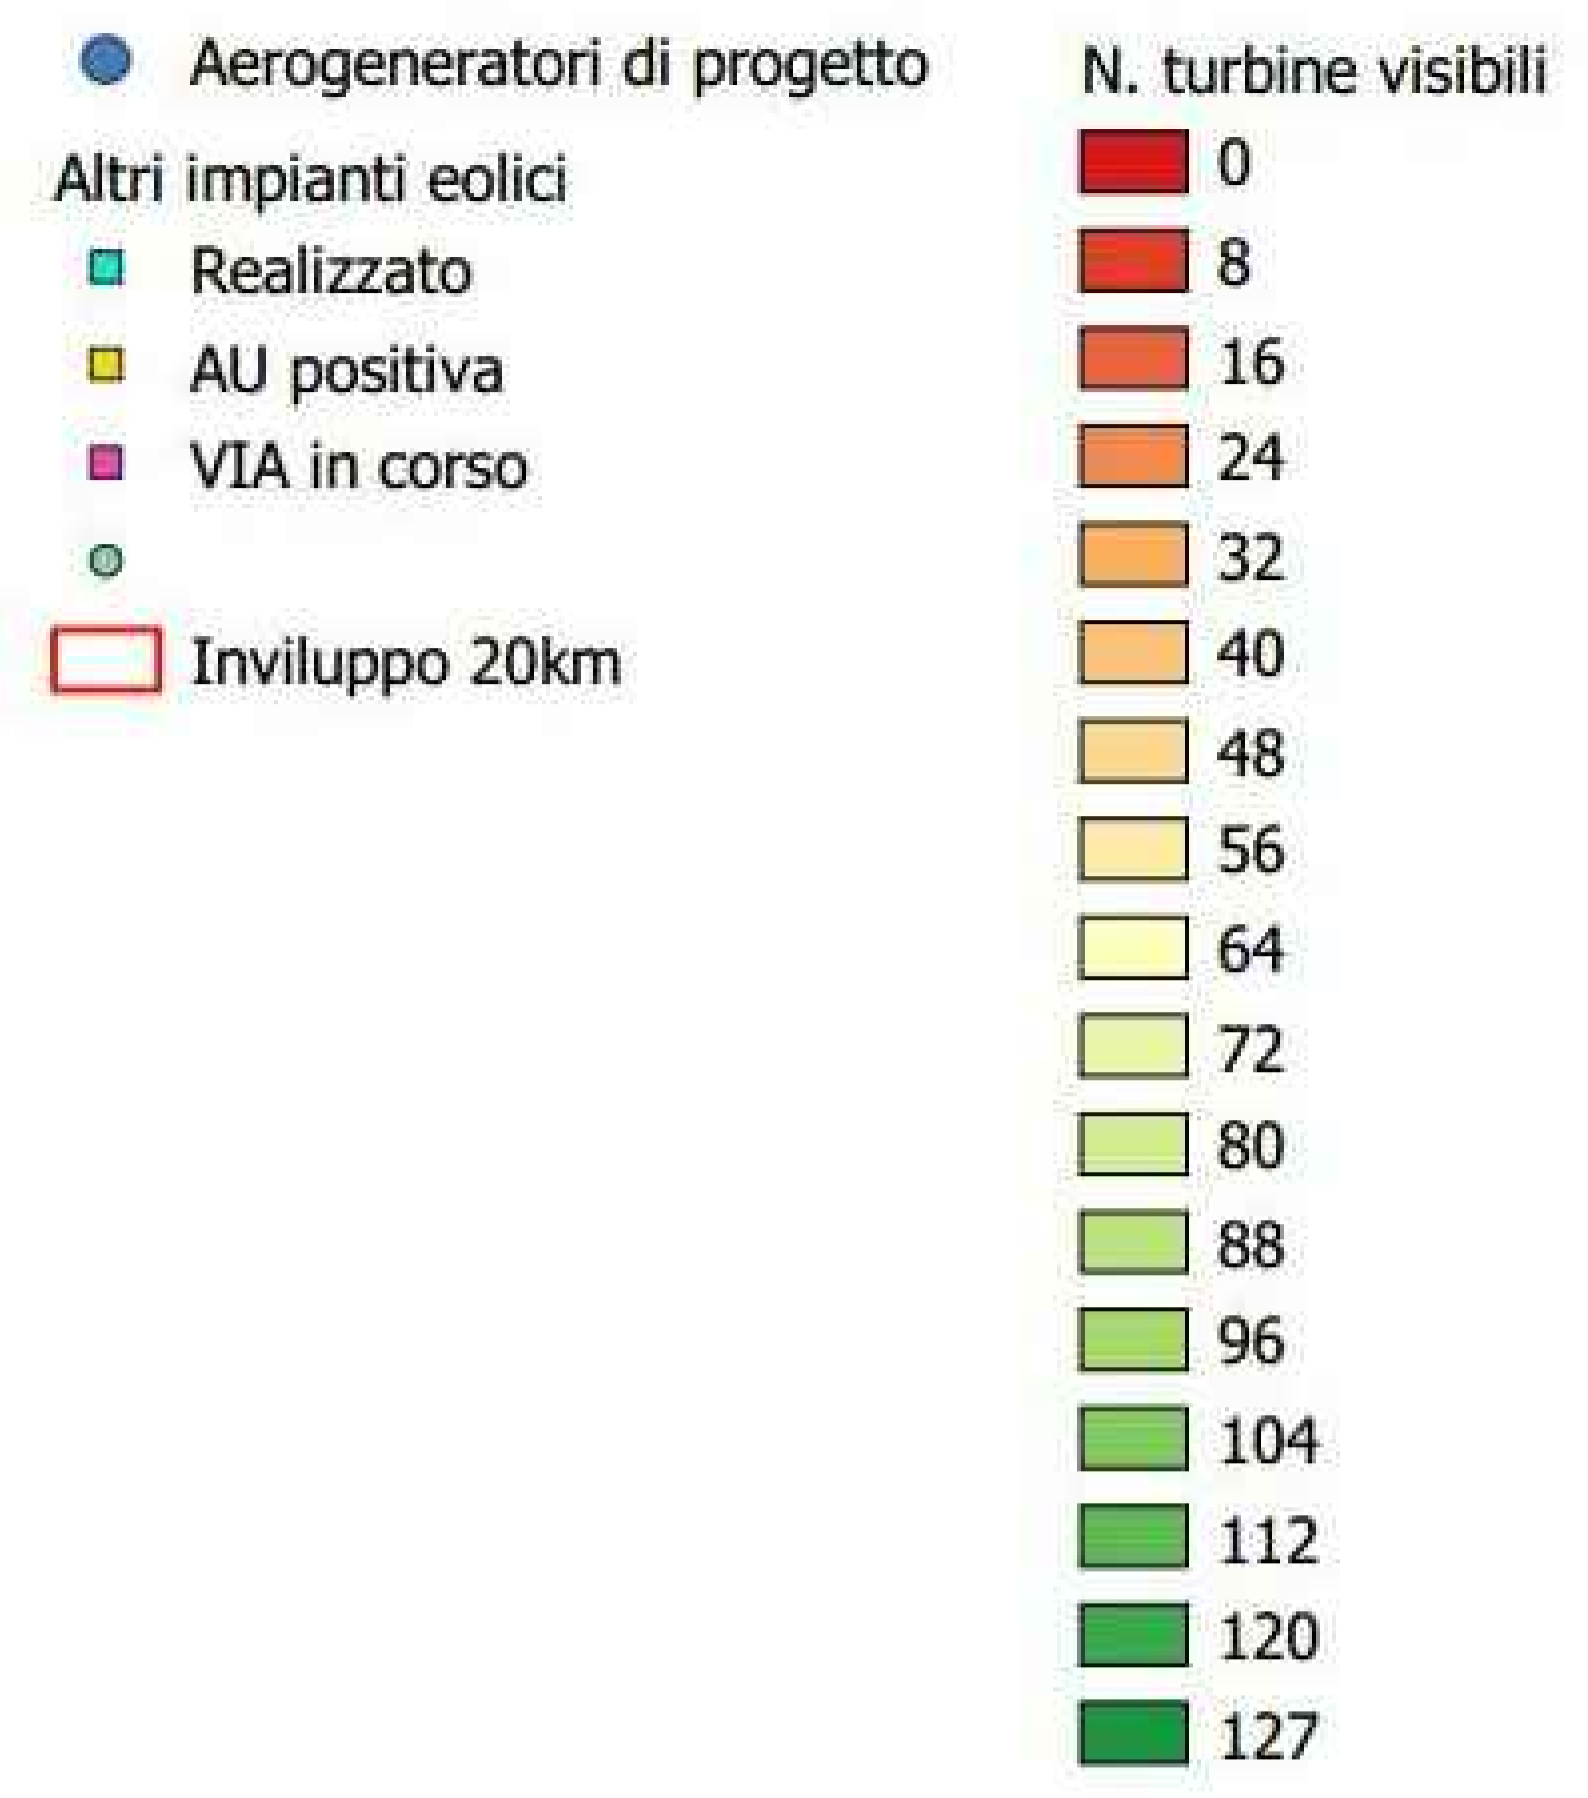 Aerogeneratori di progetto
Altri impianti eolici
Realizzato
AU positiva
VIA in corso
Inviluppo 20km
N. turbine visibili
0
8
16
24
32
40
48
56
64
72
80
88
96
104
112
120
127